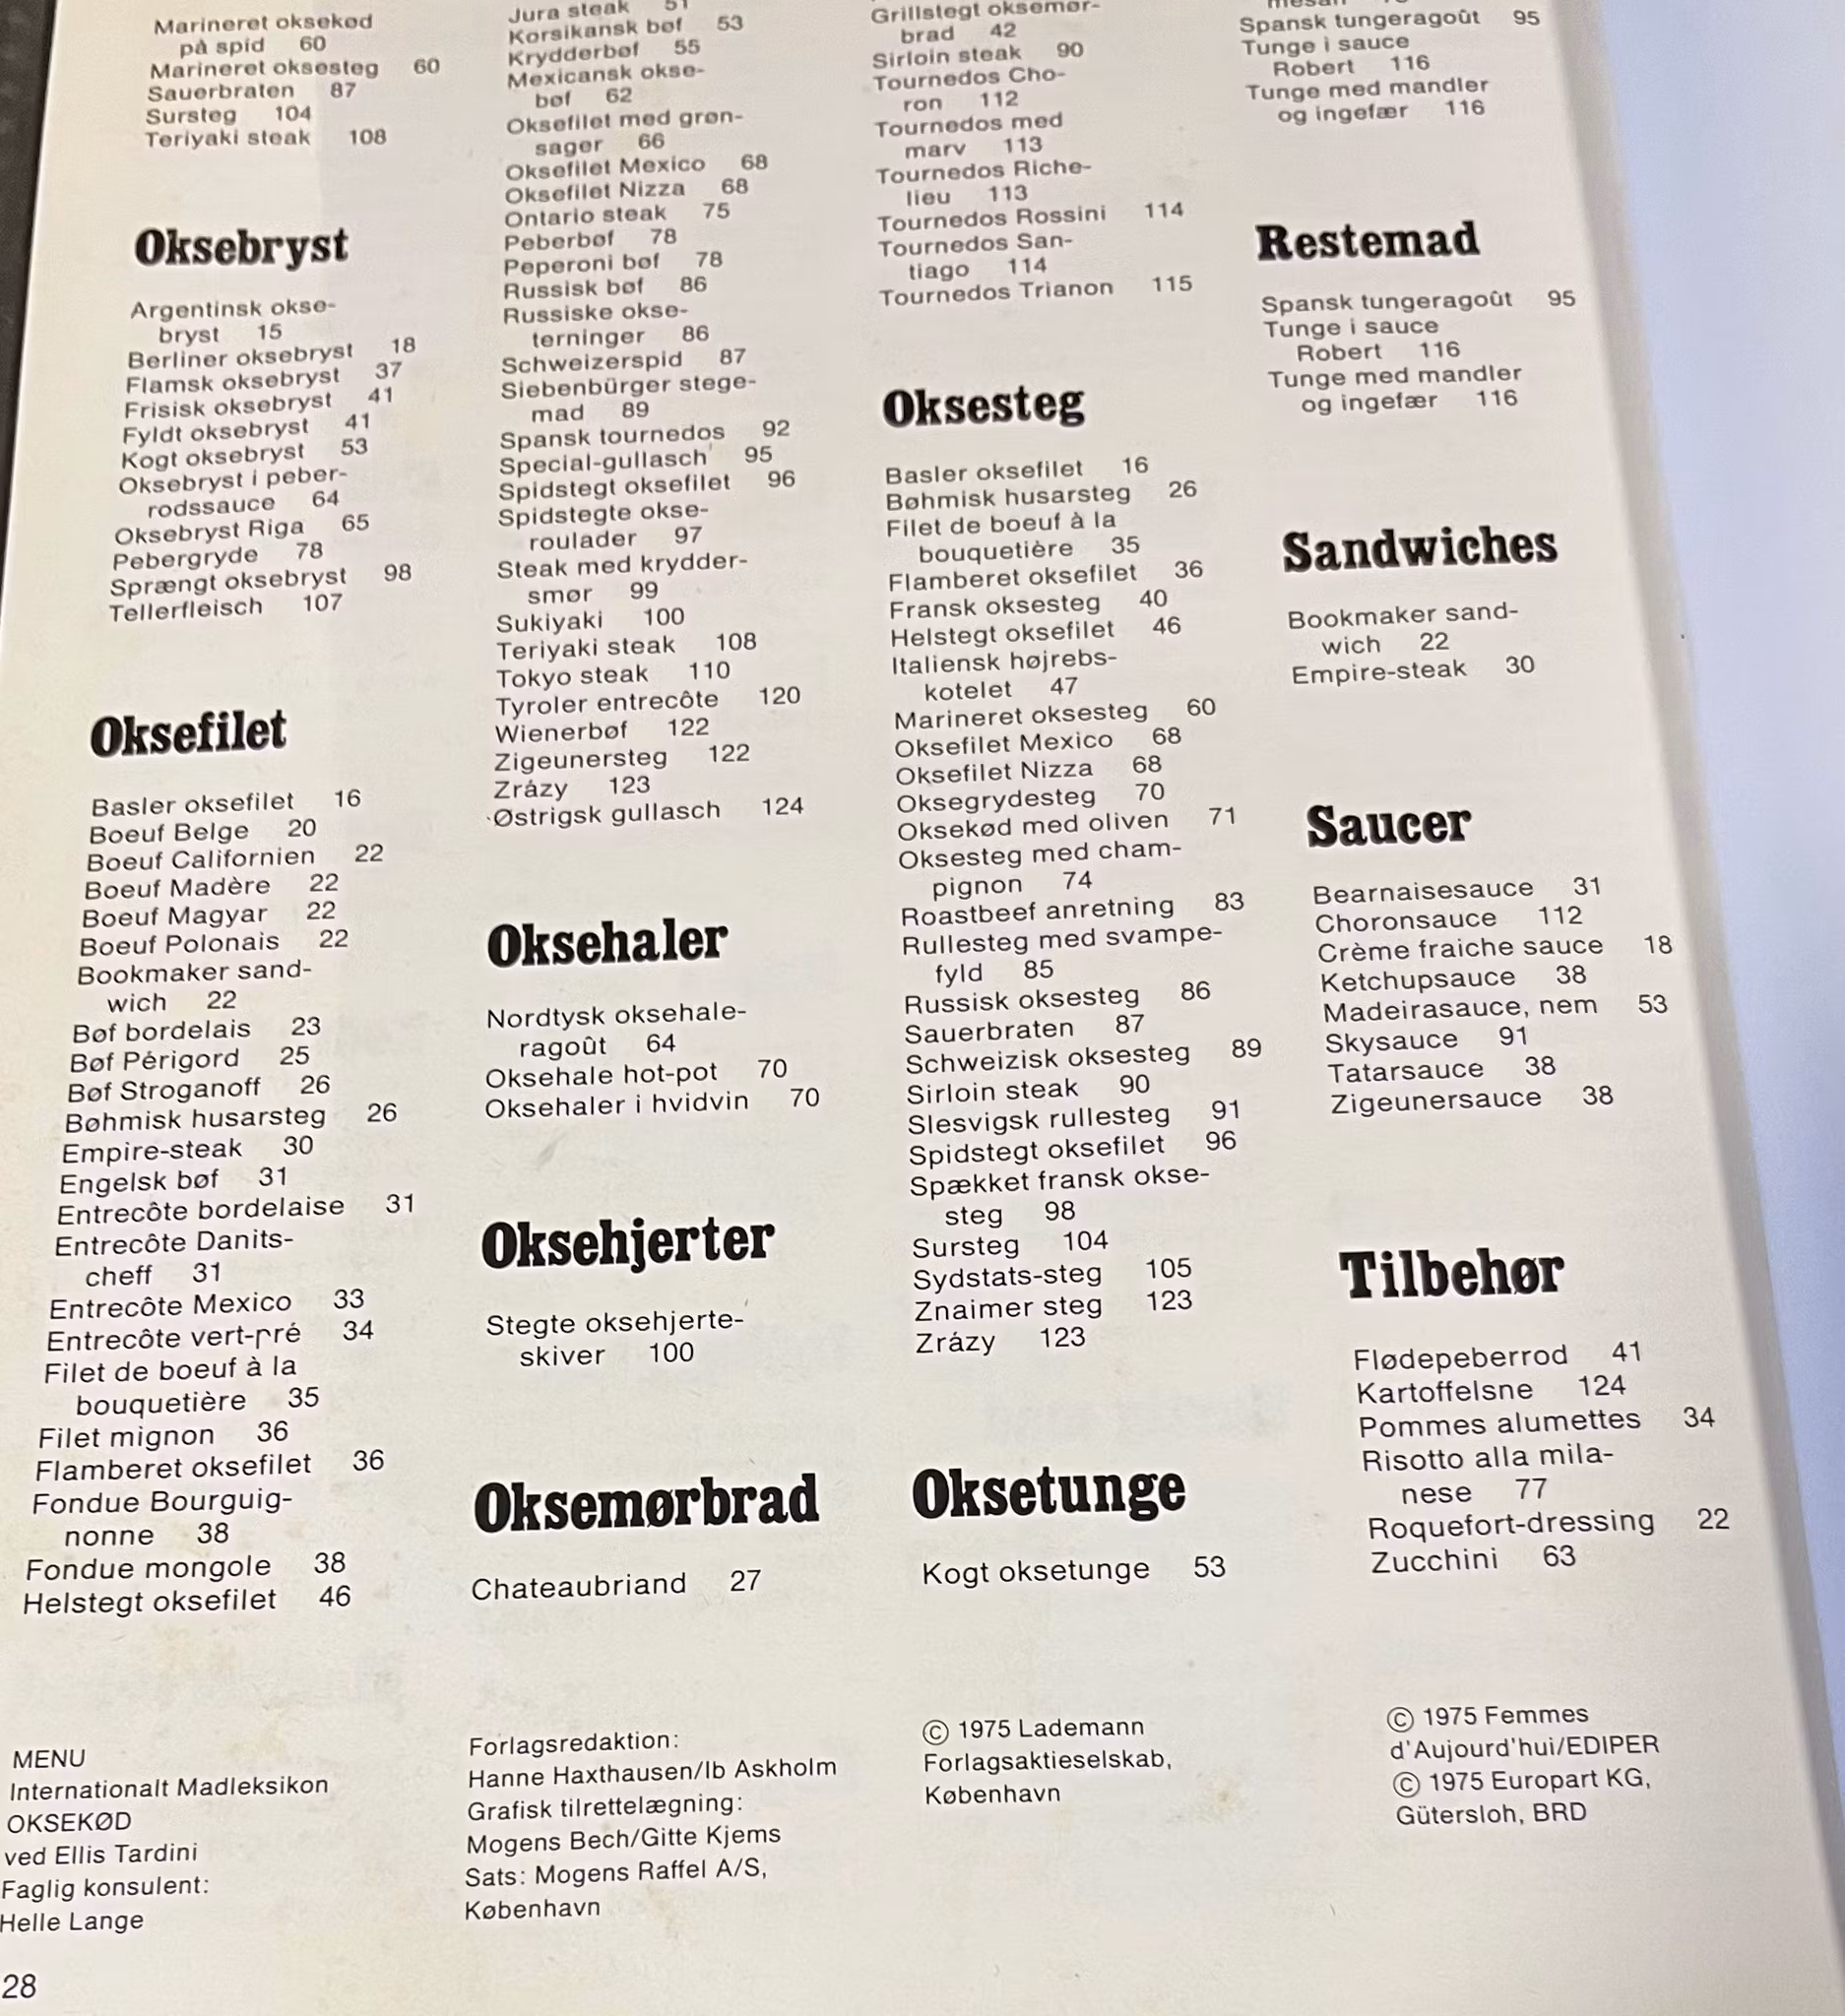 Marineret oksekød
på spid 60
Marineret oksesteg 60
Sauerbraten 87
Sursteg 104
Teriyaki steak 108
Oksebryst
Argentinsk okse-
bryst 15
Berliner oksebryst 18
Flamsk oksebryst 37
Frisisk oksebryst 41
Fyldt oksebryst 41
Kogt oksebryst 53
Oksebryst i peber-
rodssauce 64
Oksebryst Riga 65
Pebergryde 78
Sprængt oksebryst 98
Tellerfleisch 107
Oksefilet
Basler oksefilet 16
Boeuf Belge 20
Boeuf Californien 22
Boeuf Madère 22
Boeuf Magyar 22
Boeuf Polonais 22
Bookmaker sand-
wich 22
Bøf bordelais 23
Bøf Périgord 25
Bøf Stroganoff 26
Bøhmisk husarsteg 26
Empire-steak 30
Engelsk bøf 31
Entrecôte bordelaise 31
Entrecôte Danits-
cheff 31
Entrecôte Mexico 33
Entrecôte vert-pré 34
Filet de boeuf à la
bouquetière 35
Filet mignon 36
Flamberet oksefilet 36
Fondue Bourguig-
nonne 38
Fondue mongole 38
Helstegt oksefilet 46
Jura steak 51
Korsikansk bøf 53
Krydderbøf 55
Mexicansk okse-
bøf 62
Oksefilet med grøn-
sager 66
Oksefilet Mexico 68
Oksefilet Nizza 68
Ontario steak 75
Peberbøf 78
Peperoni bøf 78
Russisk bøf 86
Russiske okse-
terninger 86
Schweizerspid 87
Siebenbürger stege-
mad 89
Spansk tournedos 92
Special-gullasch 95
Spidstegt oksefilet 96
Spidstegte okse-
roulader 97
Steak med krydder-
smør 99
Sukiyaki 100
Teriyaki steak 108
Tokyo steak 110
Tyroler entrecôte 120
Wienerbøf 122
Zigeunersteg 122
Zrázy 123
Østrigsk gullasch 124
Oksehaler
Nordtysk oksehale-
ragoût 64
Oksehale hot-pot 70
Oksehaler i hvidvin 70
Oksehjerter
Stegte oksehjerte-
skiver 100
Oksemørbrad
Chateaubriand 27
Grillstegt oksemør-
brad 42
Sirloin steak 90
Tournedos Cho-
ron 112
Tournedos med
marv 113
Tournedos Riche-
lieu 113
Tournedos Rossini 114
Tournedos San-
tiago 114
Tournedos Trianon 115
Oksesteg
Basler oksefilet 16
Bøhmisk husarsteg 26
Filet de boeuf à la
bouquetière 35
Flamberet oksefilet 36
Fransk oksesteg 40
Helstegt oksefilet 46
Italiensk højrebs-
kotelet 47
Marineret oksesteg 60
Oksefilet Mexico 68
Oksefilet Nizza 68
Oksegrydesteg 70
Oksekød med oliven 71
Oksesteg med cham-
pignon 74
Roastbeef anretning 83
Rullesteg med svampe-
fyld 85
Russisk oksesteg 86
Sauerbraten 87
Schweizisk oksesteg 89
Sirloin steak 90
Slesvigsk rullesteg 91
Spidstegt oksefilet 96
Spækket fransk okse-
steg 98
Sursteg 104
Sydstats-steg 105
Znaimer steg 123
Zrázy 123
Oksetunge
Kogt oksetunge 53
Spansk tungeragoût 95
Tunge i sauce
Robert 116
Tunge med mandler
og ingefær 116
Restemad
Spansk tungeragoût 95
Tunge i sauce
Robert 116
Tunge med mandler
og ingefær 116
Sandwiches
Bookmaker sand-
wich 22
Empire-steak 30
Saucer
Bearnaisesauce 31
Choronsauce 112
Crème fraiche sauce 18
Ketchupsauce 38
Madeirasauce, nem 53
Skysauce 91
Tatarsauce 38
Zigeunersauce 38
Tilbehør
Flødepeberrod 41
Kartoffelsne 124
Pommes alumettes 34
Risotto alla mila-
nese 77
Roquefort-dressing 22
Zucchini 63
MENU
Internationalt Madleksikon
OKSEKØD
ved Ellis Tardini
Faglig konsulent:
Helle Lange
Forlagsredaktion:
Hanne Haxthausen/Ib Askholm
Grafisk tilrettelægning:
Mogens Bech/Gitte Kjems
Sats: Mogens Raffel A/S,
København
© 1975 Lademann
Forlagsaktieselskab,
København
© 1975 Femmes
d'Aujourd'hui/EDIPER
© 1975 Europart KG,
Gütersloh, BRD
28